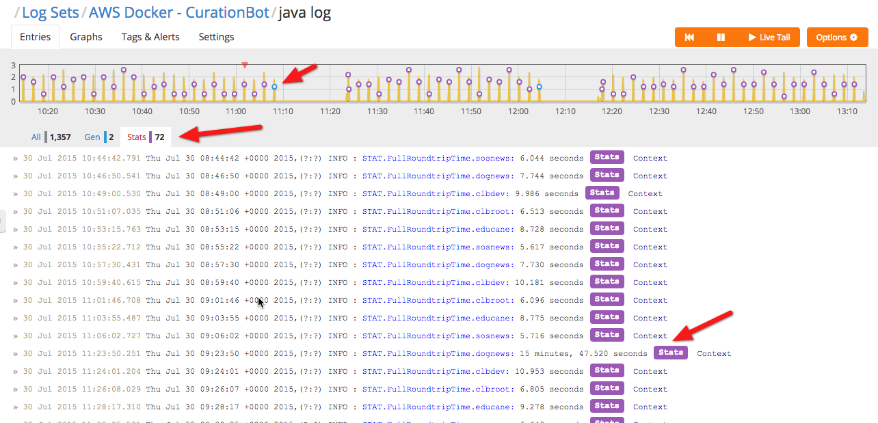 / Log Sets / AWS Docker - CurationBot / java log
Entries Graphs Tags & Alerts Settings Live Tail Options
3
2
1
0
10:20 10:30 10:40 10:50 11:00 11:10 11:20 11:30 11:40 11:50 12:00 12:10 12:20 12:30 12:40 12:50 13:00 13:10
All 1,357 Gen 2 Stats 72
» 30 Jul 2015 10:44:42.791 Thu Jul 30 08:44:42 +0000 2015,(?:?) INFO : STAT.FullRoundtripTime.sosnews: 6.044 seconds Stats Context
» 30 Jul 2015 10:46:50.541 Thu Jul 30 08:46:50 +0000 2015,(?:?) INFO : STAT.FullRoundtripTime.dognews: 7.744 seconds Stats Context
» 30 Jul 2015 10:49:00.530 Thu Jul 30 08:49:00 +0000 2015,(?:?) INFO : STAT.FullRoundtripTime.clbdev: 9.986 seconds Stats Context
» 30 Jul 2015 10:51:07.035 Thu Jul 30 08:51:06 +0000 2015,(?:?) INFO : STAT.FullRoundtripTime.clbroot: 6.513 seconds Stats Context
» 30 Jul 2015 10:53:15.763 Thu Jul 30 08:53:15 +0000 2015,(?:?) INFO : STAT.FullRoundtripTime.educane: 8.728 seconds Stats Context
» 30 Jul 2015 10:55:22.712 Thu Jul 30 08:55:22 +0000 2015,(?:?) INFO : STAT.FullRoundtripTime.sosnews: 5.617 seconds Stats Context
» 30 Jul 2015 10:57:30.431 Thu Jul 30 08:57:30 +0000 2015,(?:?) INFO : STAT.FullRoundtripTime.dognews: 7.730 seconds Stats Context
» 30 Jul 2015 10:59:40.615 Thu Jul 30 08:59:40 +0000 2015,(?:?) INFO : STAT.FullRoundtripTime.clbdev: 10.181 seconds Stats Context
» 30 Jul 2015 11:01:46.708 Thu Jul 30 09:01:46 +0000 2015,(?:?) INFO : STAT.FullRoundtripTime.clbroot: 6.096 seconds Stats Context
» 30 Jul 2015 11:03:55.487 Thu Jul 30 09:03:55 +0000 2015,(?:?) INFO : STAT.FullRoundtripTime.educane: 8.775 seconds Stats Context
» 30 Jul 2015 11:06:02.727 Thu Jul 30 09:06:02 +0000 2015,(?:?) INFO : STAT.FullRoundtripTime.sosnews: 5.716 seconds Stats Context
» 30 Jul 2015 11:23:50.251 Thu Jul 30 09:23:50 +0000 2015,(?:?) INFO : STAT.FullRoundtripTime.dognews: 15 minutes, 47.520 seconds Stats Context
» 30 Jul 2015 11:24:01.204 Thu Jul 30 09:24:01 +0000 2015,(?:?) INFO : STAT.FullRoundtripTime.clbdev: 10.953 seconds Stats Context
» 30 Jul 2015 11:26:08.029 Thu Jul 30 09:26:07 +0000 2015,(?:?) INFO : STAT.FullRoundtripTime.clbroot: 6.805 seconds Stats Context
» 30 Jul 2015 11:28:17.310 Thu Jul 30 09:28:17 +0000 2015,(?:?) INFO : STAT.FullRoundtripTime.educane: 9.278 seconds Stats Context